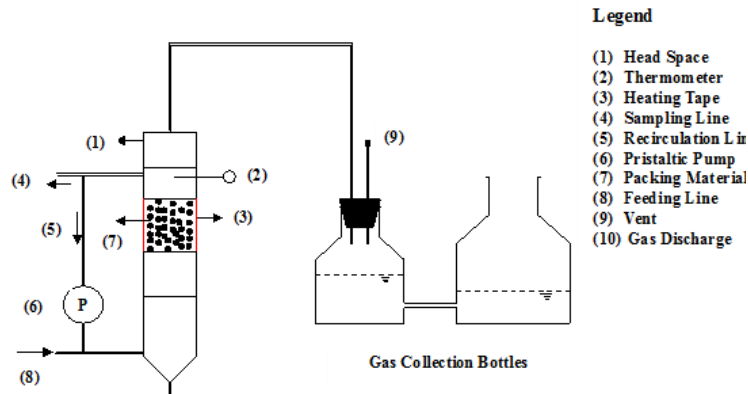 Legend
(1) Head Space
(2) Thermometer
(3) Heating Tape
(4) Sampling Line
(5) Recirculation Lin
(6) Pristaltic Pump
(7) Packing Material
(8) Feeding Line
(9) Vent
(10) Gas Discharge
(1)
(9)
(4)
(2)
(5)
(7)
(3)
(6)
P
(8)
Gas Collection Bottles